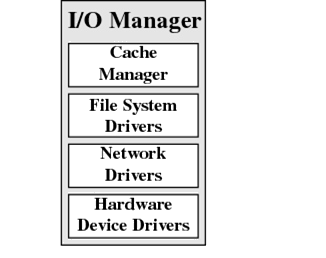 I/O Manager
Cache
Manager
File System
Drivers
Network
Drivers
Hardware
Device Drivers